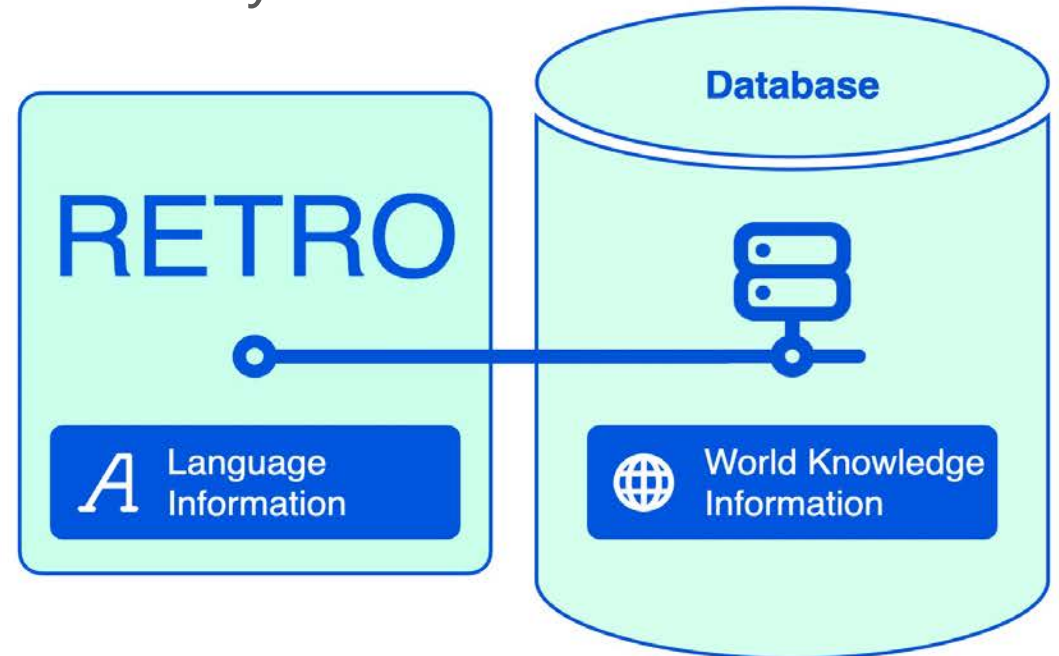 Database
RETRO
Language
Information
World Knowledge
Information